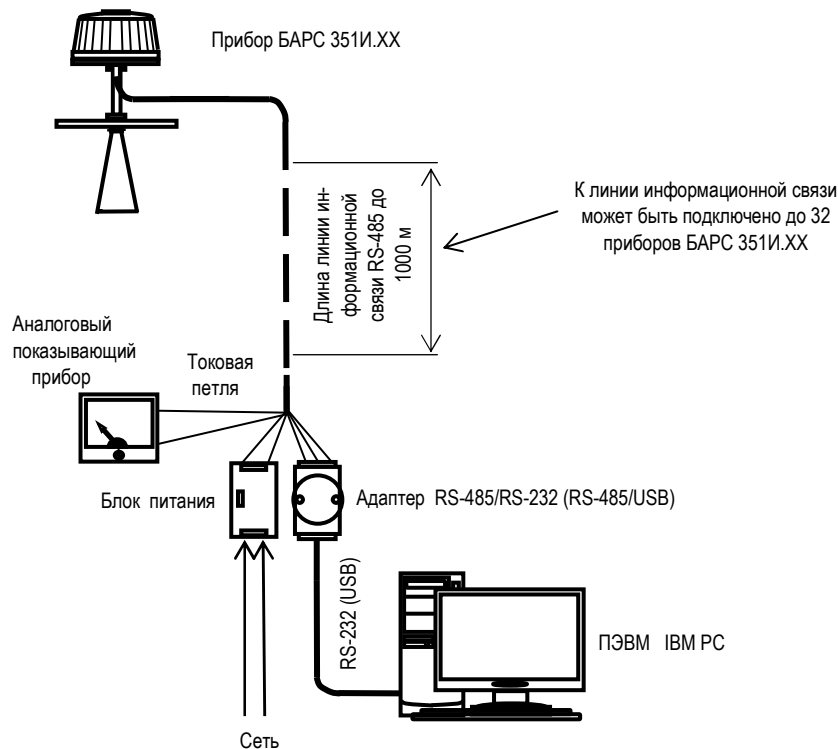 Прибор БАРС 351И.ХХ
Длина линии ин-
формационной
связи RS-485 до
1000 м
К линии информационной связи
может быть подключено до 32
приборов БАРС 351И.ХХ
Аналоговый
показывающий
прибор
Токовая
петля
Блок питания
Адаптер RS-485/RS-232 (RS-485/USB)
RS-232 (USB)
ПЭВМ IBM PC
Сеть